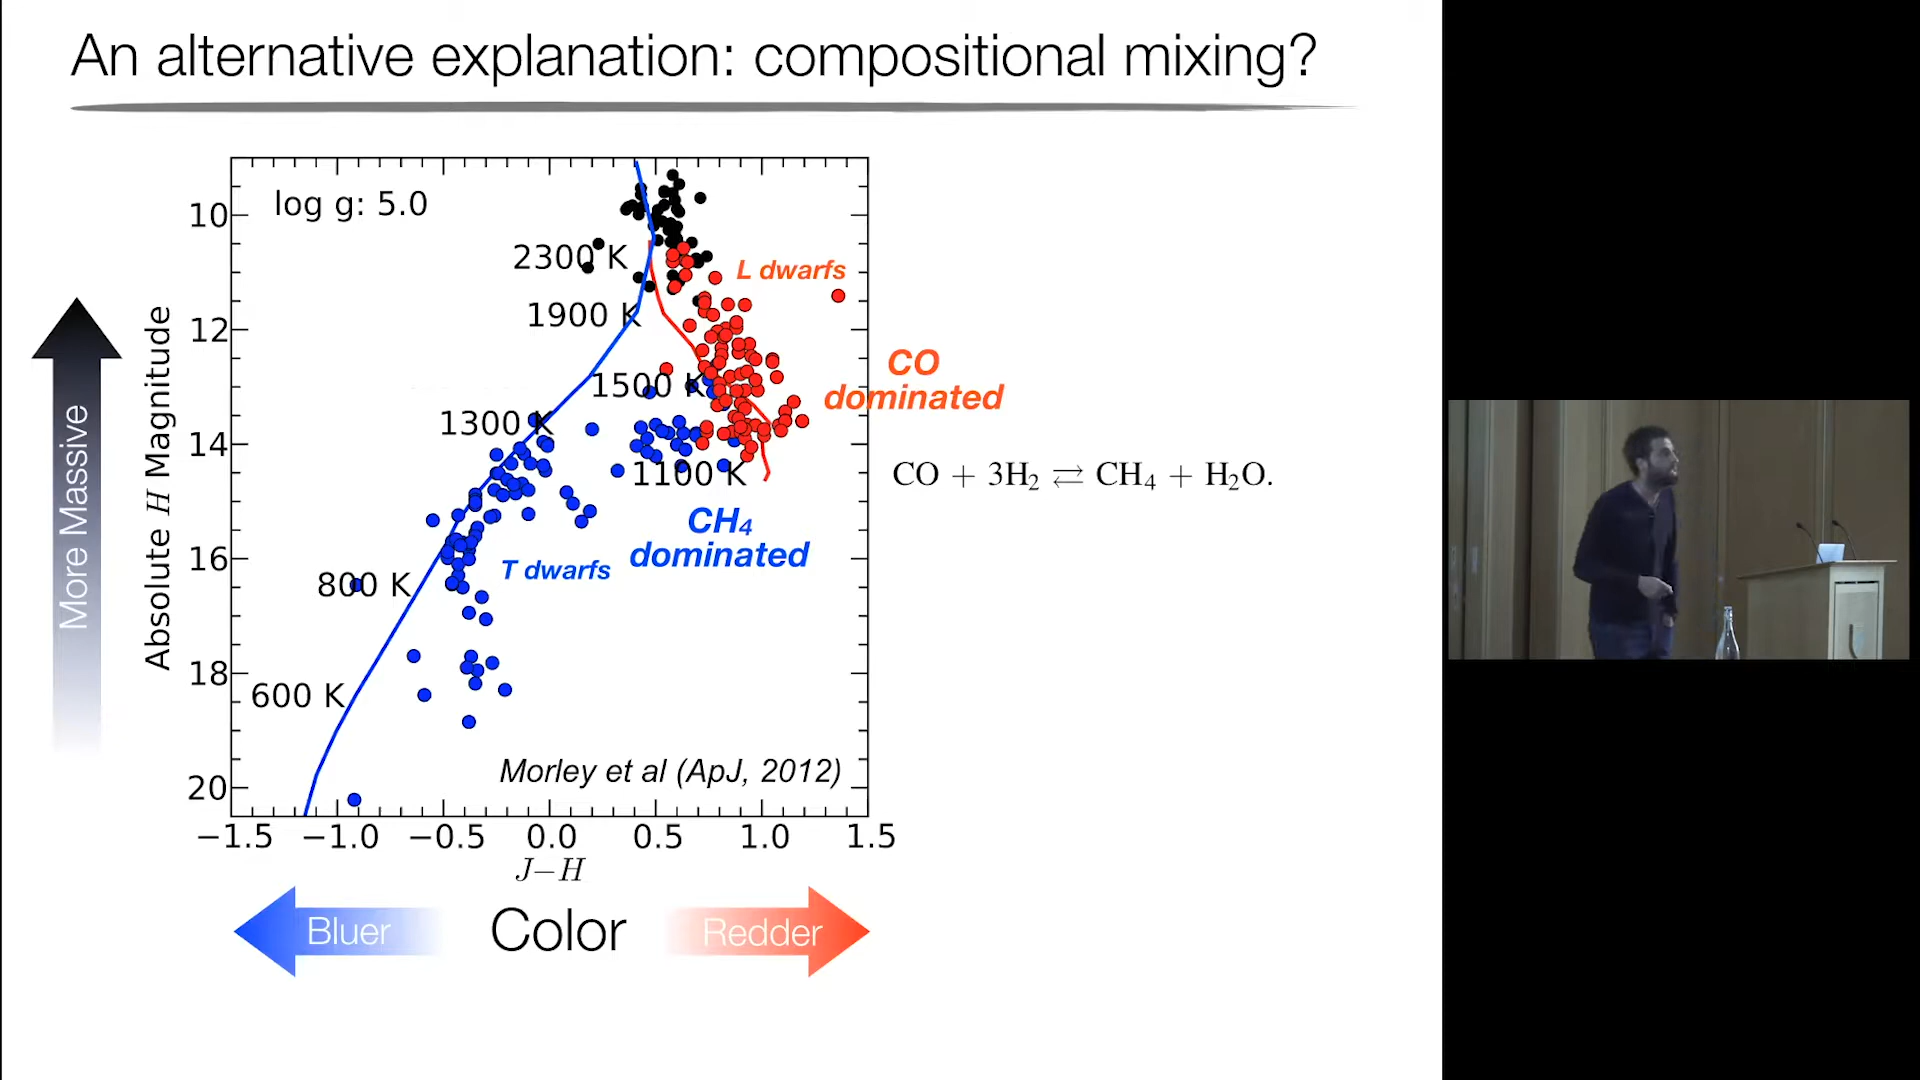 An alternative explanation: compositional mixing?
log g: 5.0
10
12
14
16
18
20
2300 K
1900 K
1500 K
1300 K
1100 K
800 K
600 K
L dwarfs
CO
dominated
CH₄
dominated
T dwarfs
CO + 3H₂ ⇄ CH₄ + H₂O.
More Massive
Absolute H Magnitude
Morley et al (ApJ, 2012)
−1.5 −1.0 −0.5 0.0 0.5 1.0 1.5
J−H
Bluer Color Redder